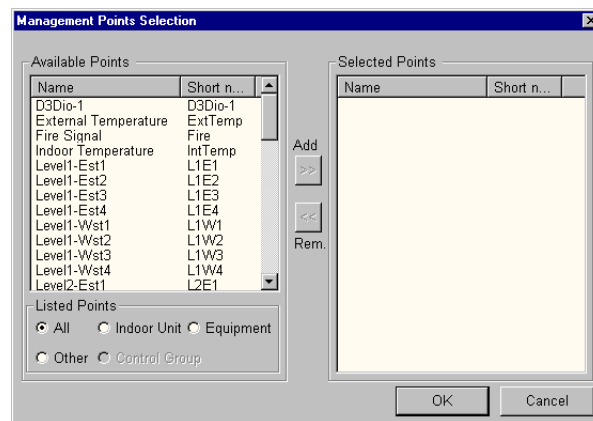 Management Points Selection
Available Points
Name Short n...
D3Dio-1 D3Dio-1
External Temperature ExtTemp
Fire Signal Fire
Indoor Temperature IntTemp
Level1-Est1 L1E1
Level1-Est2 L1E2
Level1-Est3 L1E3
Level1-Est4 L1E4
Level1-Wst1 L1W1
Level1-Wst2 L1W2
Level1-Wst3 L1W3
Level1-Wst4 L1W4
Level2-Est1 L2E1
Listed Points
All Indoor Unit Equipment
Other Control Group
Add
>>
<<
Rem.
Selected Points
Name Short n...
OK Cancel